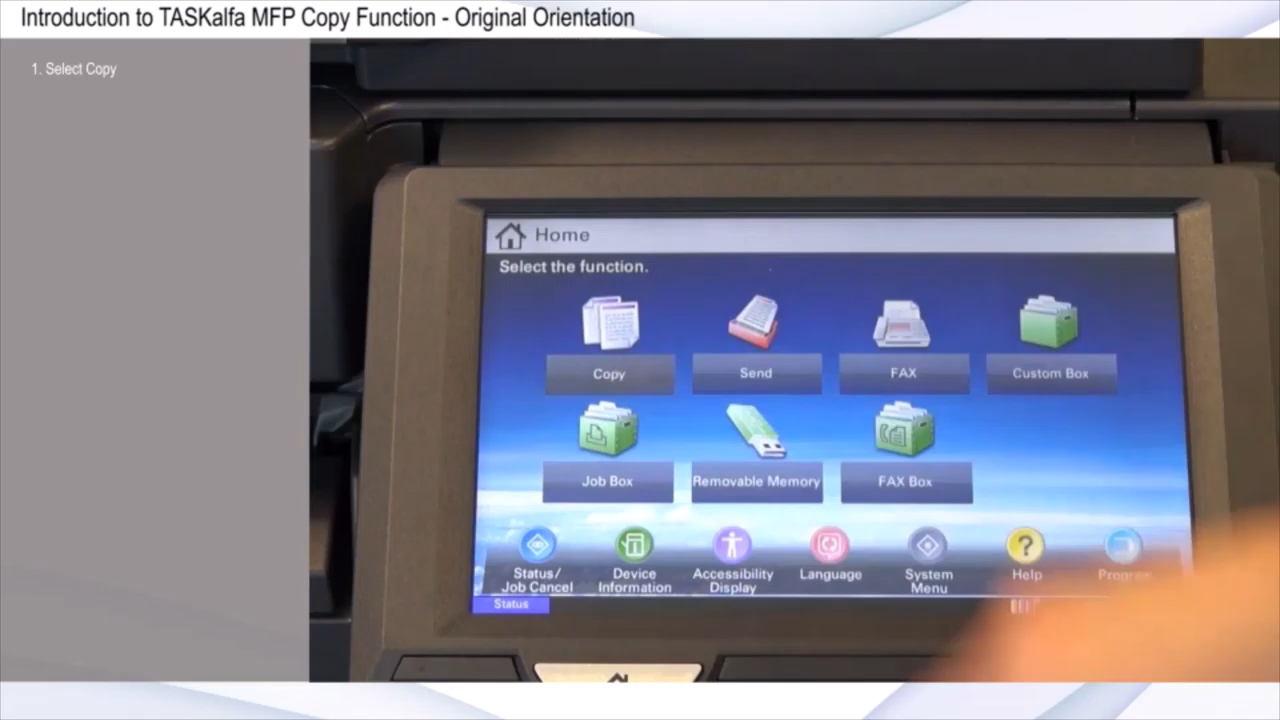 Introduction to TASKalfa MFP Copy Function - Original Orientation
1. Select Copy
Home
Select the function.
Copy
Send
FAX
Custom Box
Job Box
Removable Memory
FAX Box
Status/
Job Cancel
Device
Information
Accessibility
Display
Language
System
Menu
Help
Program
Status